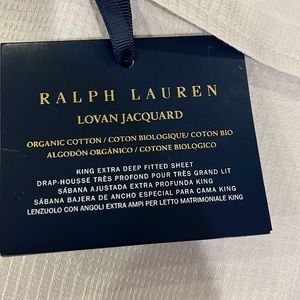 RALPH LAUREN
LOVAN JACQUARD
ORGANIC COTTON / COTON BIOLOGIQUE/ COTON BIO
ALGODÓN ORGÁNICO / COTONE BIOLOGICO
KING EXTRA DEEP FITTED SHEET
DRAP-HOUSSE TRÈS PROFOND POUR TRÈS GRAND LIT
SÁBANA AJUSTADA EXTRA PROFUNDA KING
SÁBANA BAJERA DE ANCHO ESPECIAL PARA CAMA KING
LENZUOLO CON ANGOLI EXTRA AMPI PER LETTO MATRIMONIALE KING